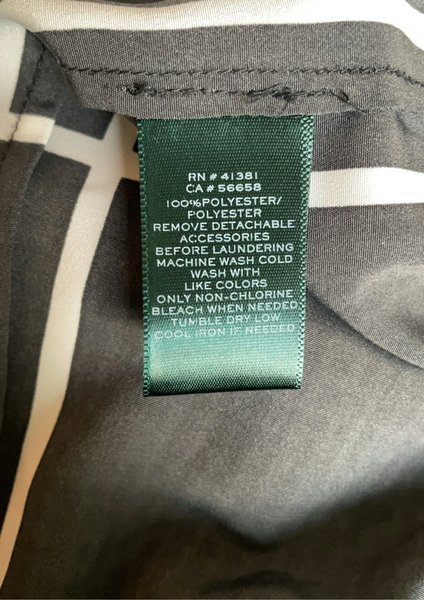 RN # 41381
CA # 56658
100%POLYESTER/
POLYESTER
REMOVE DETACHABLE
ACCESSORIES
BEFORE LAUNDERING
MACHINE WASH COLD
WASH WITH
LIKE COLORS
ONLY NON-CHLORINE
BLEACH WHEN NEEDED
TUMBLE DRY LOW
COOL IRON IF NEEDED